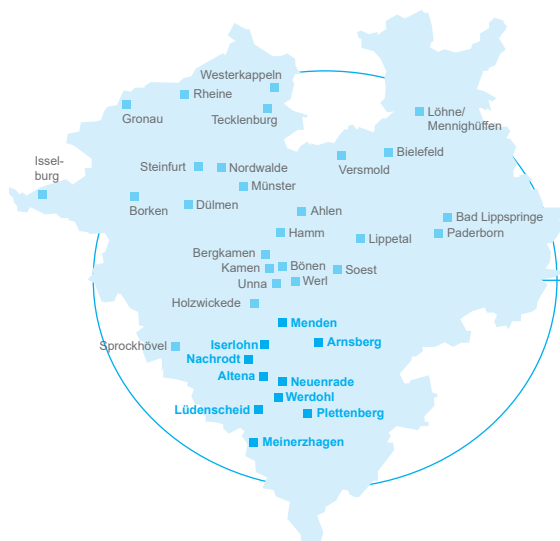 Westerkappeln
Rheine
Gronau
Tecklenburg
Löhne/
Mennighüffen
Issel-
burg
Steinfurt
Nordwalde
Versmold
Bielefeld
Münster
Borken
Dülmen
Ahlen
Bad Lippspringe
Hamm
Lippetal
Paderborn
Bergkamen
Kamen
Bönen
Soest
Unna
Werl
Holzwickede
Menden
Sprockhövel
Iserlohn
Arnsberg
Nachrodt
Altena
Neuenrade
Werdohl
Lüdenscheid
Plettenberg
Meinerzhagen